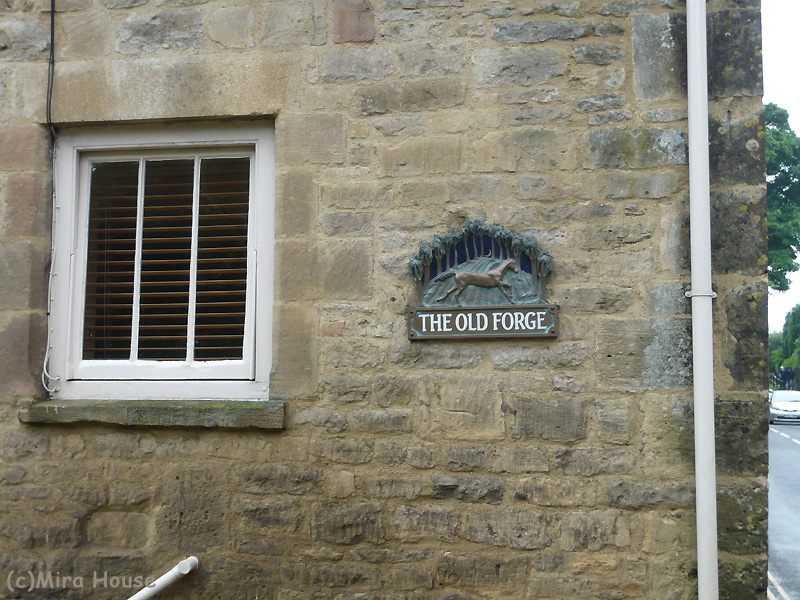 THE OLD FORGE
(c)Mira House